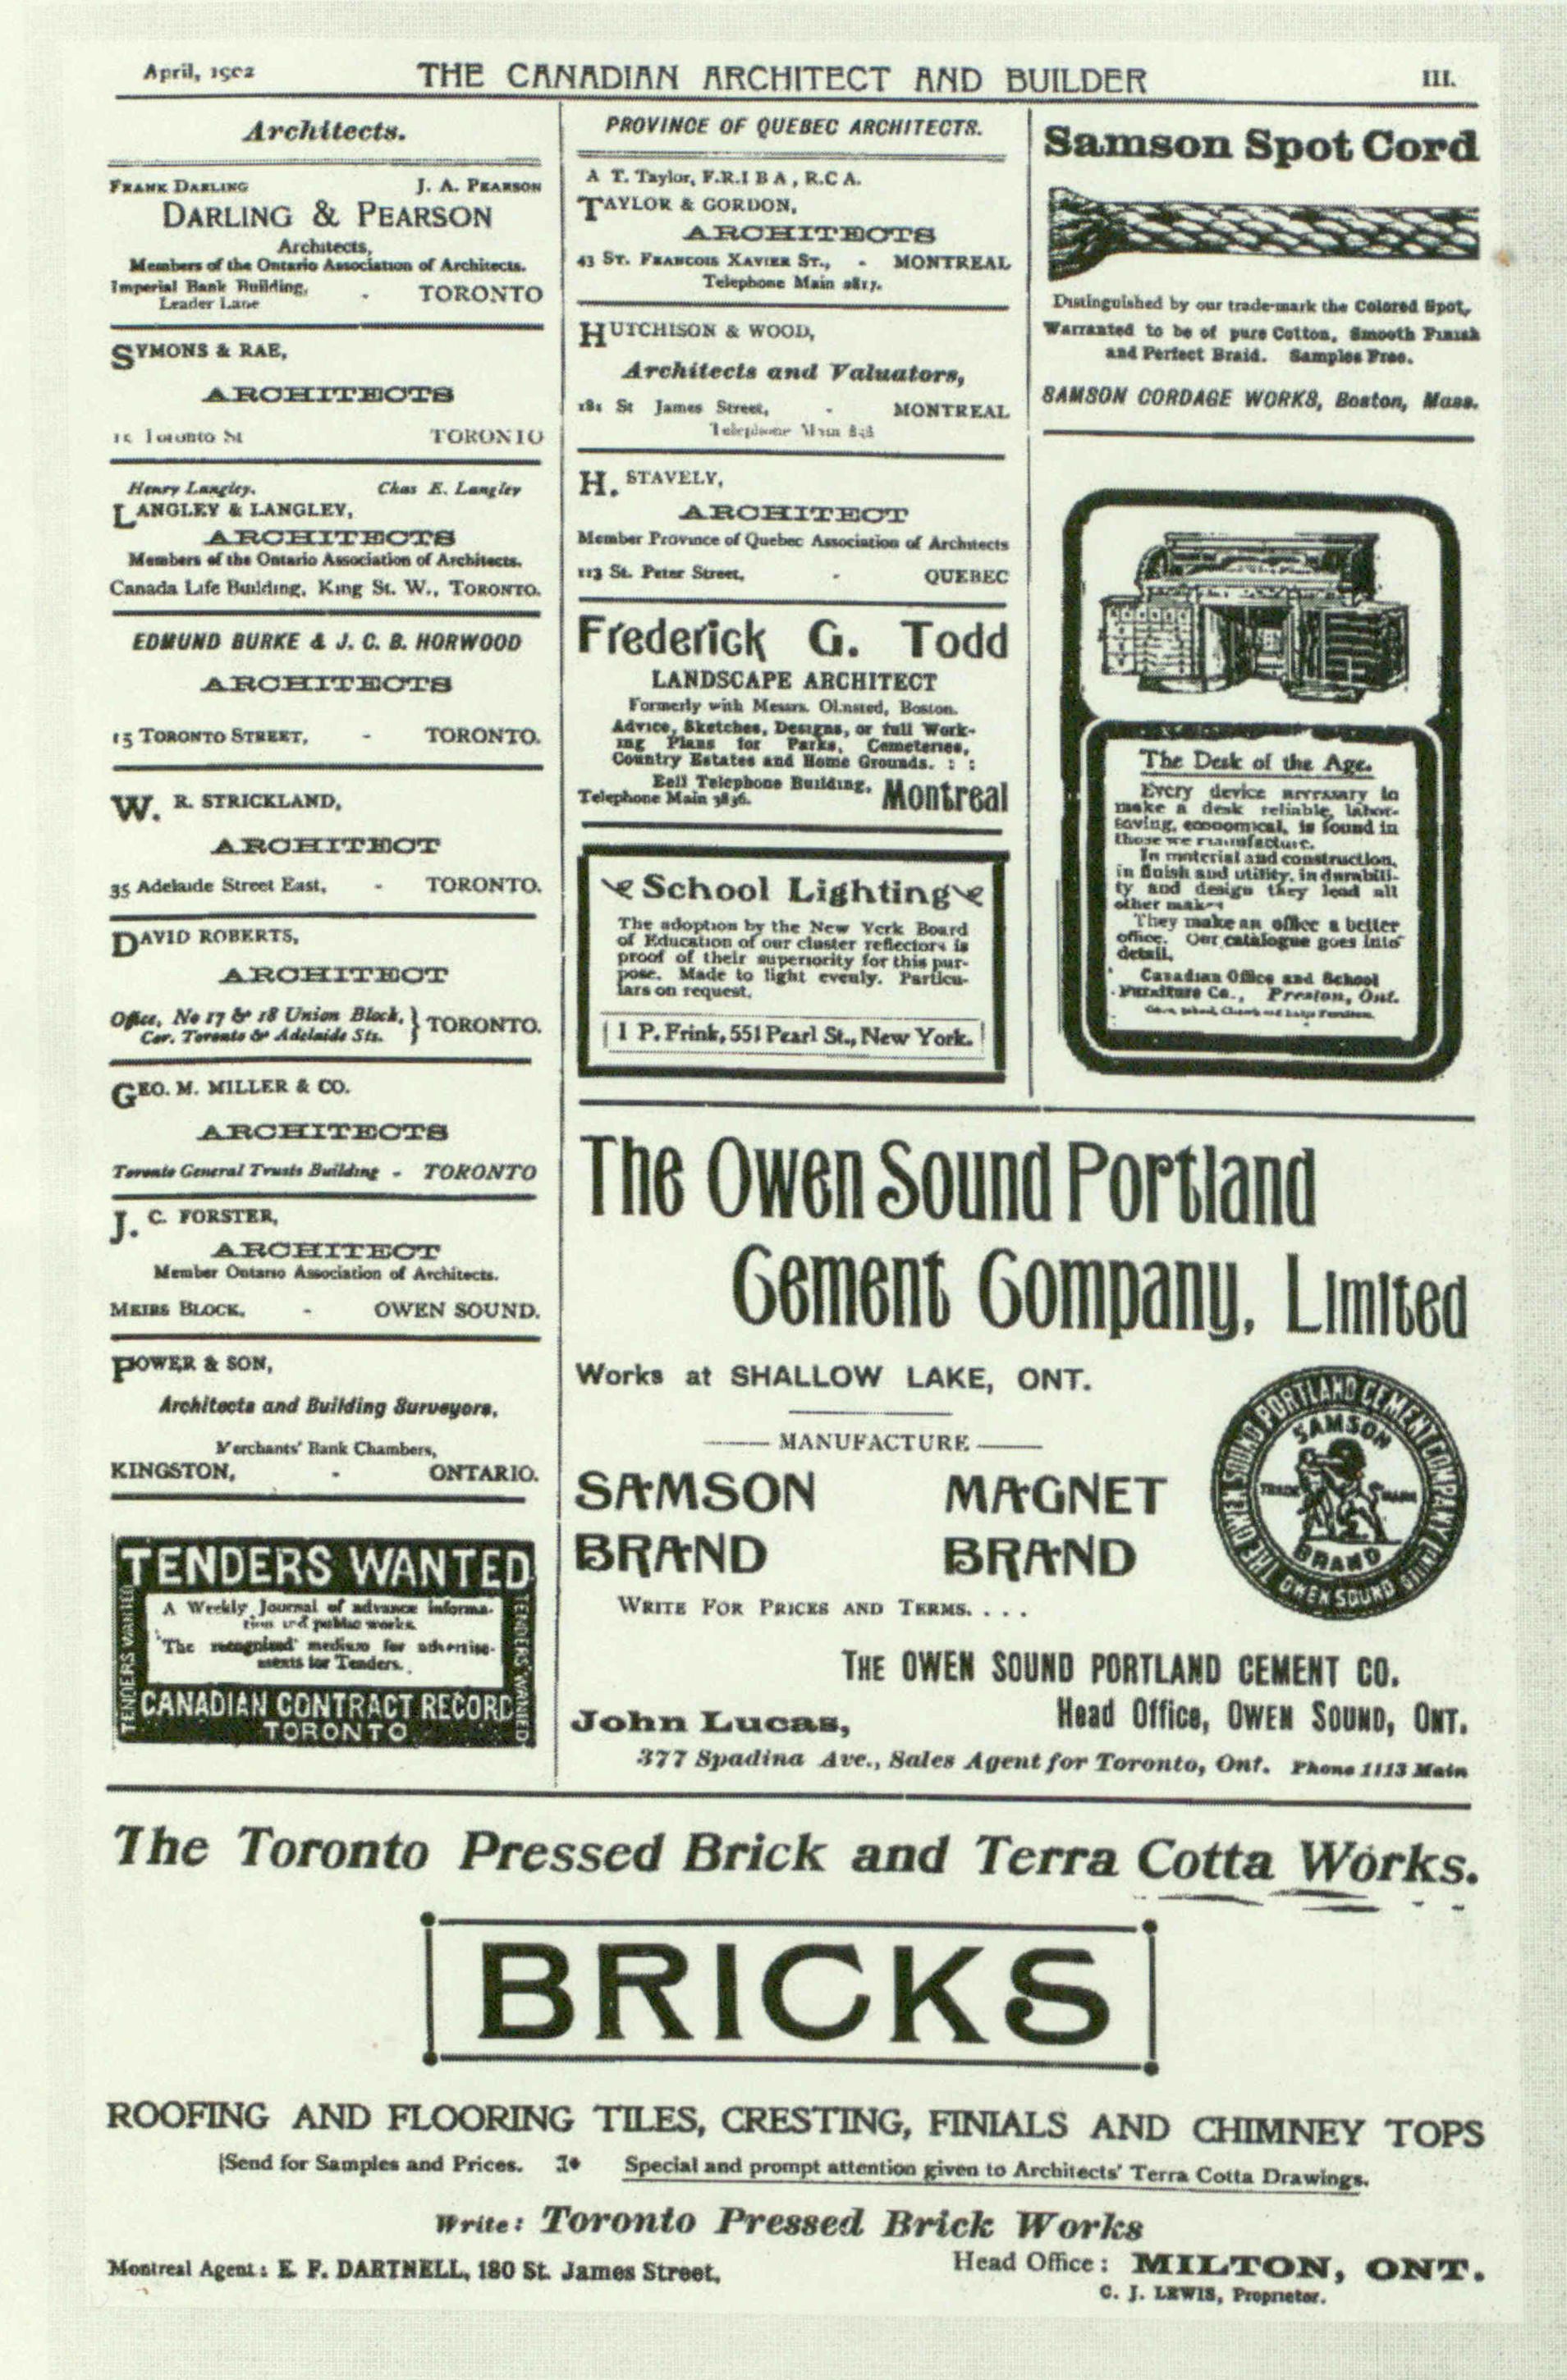 April, 1902
THE CANADIAN ARCHITECT AND BUILDER
III.
Architects.
FRANK DARLING J. A. PEARSON
DARLING & PEARSON
Architects,
Members of the Ontario Association of Architects.
Imperial Bank Building, - TORONTO
Leader Lane
SYMONS & RAE,
ARCHITECTS
15 Toronto St TORONTO
Henry Langley. Chas E. Langley
LANGLEY & LANGLEY,
ARCHITECTS
Members of the Ontario Association of Architects.
Canada Life Building, King St. W., TORONTO.
EDMUND BURKE & J. C. B. HORWOOD
ARCHITECTS
15 TORONTO STREET, - TORONTO.
W. R. STRICKLAND,
ARCHITECT
35 Adelaide Street East, - TORONTO.
DAVID ROBERTS,
ARCHITECT
Office, No 17 & 18 Union Block, } TORONTO.
Cor. Toronto & Adelaide Sts.
GEO. M. MILLER & CO.
ARCHITECTS
Toronto General Trusts Building - TORONTO
J. C. FORSTER,
ARCHITECT
Member Ontario Association of Architects.
MEIRS BLOCK. - OWEN SOUND.
POWER & SON,
Architects and Building Surveyors,
Merchants' Bank Chambers,
KINGSTON, - ONTARIO.
TENDERS WANTED
A Weekly Journal of advance informa-
tion and public works.
The recognized medium for advertise-
ments for Tenders.
CANADIAN CONTRACT RECORD
TORONTO
TENDERS WANTED
TENDERS WANTED
PROVINCE OF QUEBEC ARCHITECTS.
A T. Taylor, F.R.I B A, R.C A.
TAYLOR & GORDON,
ARCHITECTS
43 ST. FRANCOIS XAVIER ST., - MONTREAL
Telephone Main 2817.
HUTCHISON & WOOD,
Architects and Valuators,
181 St James Street, - MONTREAL
Telephone Main
H. STAVELY,
ARCHITECT
Member Province of Quebec Association of Architects
113 St. Peter Street, - QUEBEC
Frederick G. Todd
LANDSCAPE ARCHITECT
Formerly with Messrs. Olmsted, Boston.
Advice, Sketches, Designs, or full Work-
ing Plans for Parks, Cemeteries,
Country Estates and Home Grounds. : :
Bell Telephone Building, Montreal
Telephone Main 3836.
School Lighting
The adoption by the New York Board
of Education of our cluster reflectors is
proof of their superiority for this pur-
pose. Made to light evenly. Particu-
lars on request.
I P. Frink, 551 Pearl St., New York.
Samson Spot Cord
Distinguished by our trade-mark the Colored Spot,
Warranted to be of pure Cotton, Smooth Finish
and Perfect Braid. Samples Free.
SAMSON CORDAGE WORKS, Boston, Mass.
The Desk of the Age.
Every device necessary to
make a desk reliable, labor-
saving, economical, is found in
those we manufacture.
In material and construction,
in finish and utility, in durabili-
ty and design they lead all
other makes
They make an office a better
office. Our catalogue goes into
detail.
Canadian Office and School
Furniture Co., Preston, Ont.
The Owen Sound Portland
Cement Company, Limited
Works at SHALLOW LAKE, ONT.
MANUFACTURE
SAMSON MAGNET
BRAND BRAND
WRITE FOR PRICES AND TERMS. . . .
THE OWEN SOUND PORTLAND CEMENT COMPANY
OWEN SOUND
SAMSON
TRADE MARK
BRAND
THE OWEN SOUND PORTLAND CEMENT CO.
Head Office, OWEN SOUND, ONT.
John Lucas,
377 Spadina Ave., Sales Agent for Toronto, Ont. Phone 1113 Main
The Toronto Pressed Brick and Terra Cotta Works.
BRICKS
ROOFING AND FLOORING TILES, CRESTING, FINIALS AND CHIMNEY TOPS
Send for Samples and Prices. Special and prompt attention given to Architects' Terra Cotta Drawings.
Write: Toronto Pressed Brick Works
Montreal Agent: E. F. DARTNELL, 180 St. James Street,
Head Office: MILTON, ONT.
C. J. LEWIS, Proprietor.